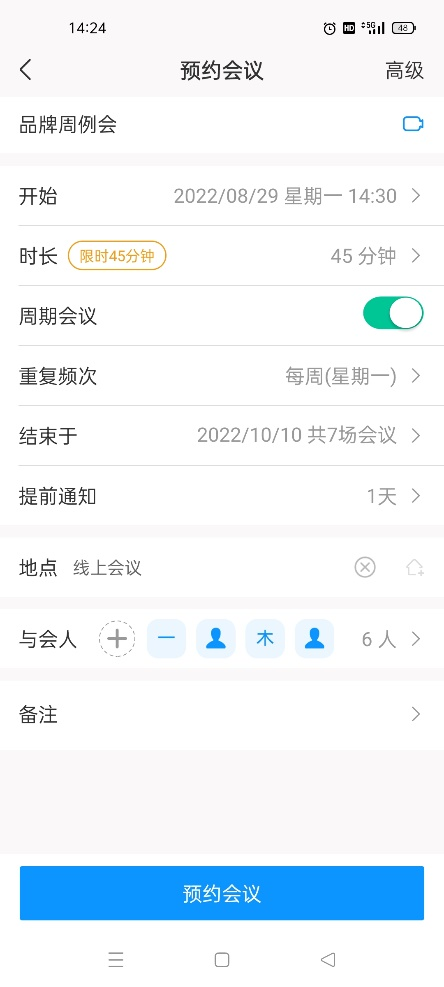 14:24 HD 5G 48
预约会议 高级
品牌周例会
开始 2022/08/29 星期一 14:30
时长 限时45分钟 45 分钟
周期会议
重复频次 每周(星期一)
结束于 2022/10/10 共7场会议
提前通知 1天
地点 线上会议
与会人 一 木 6 人
备注
预约会议